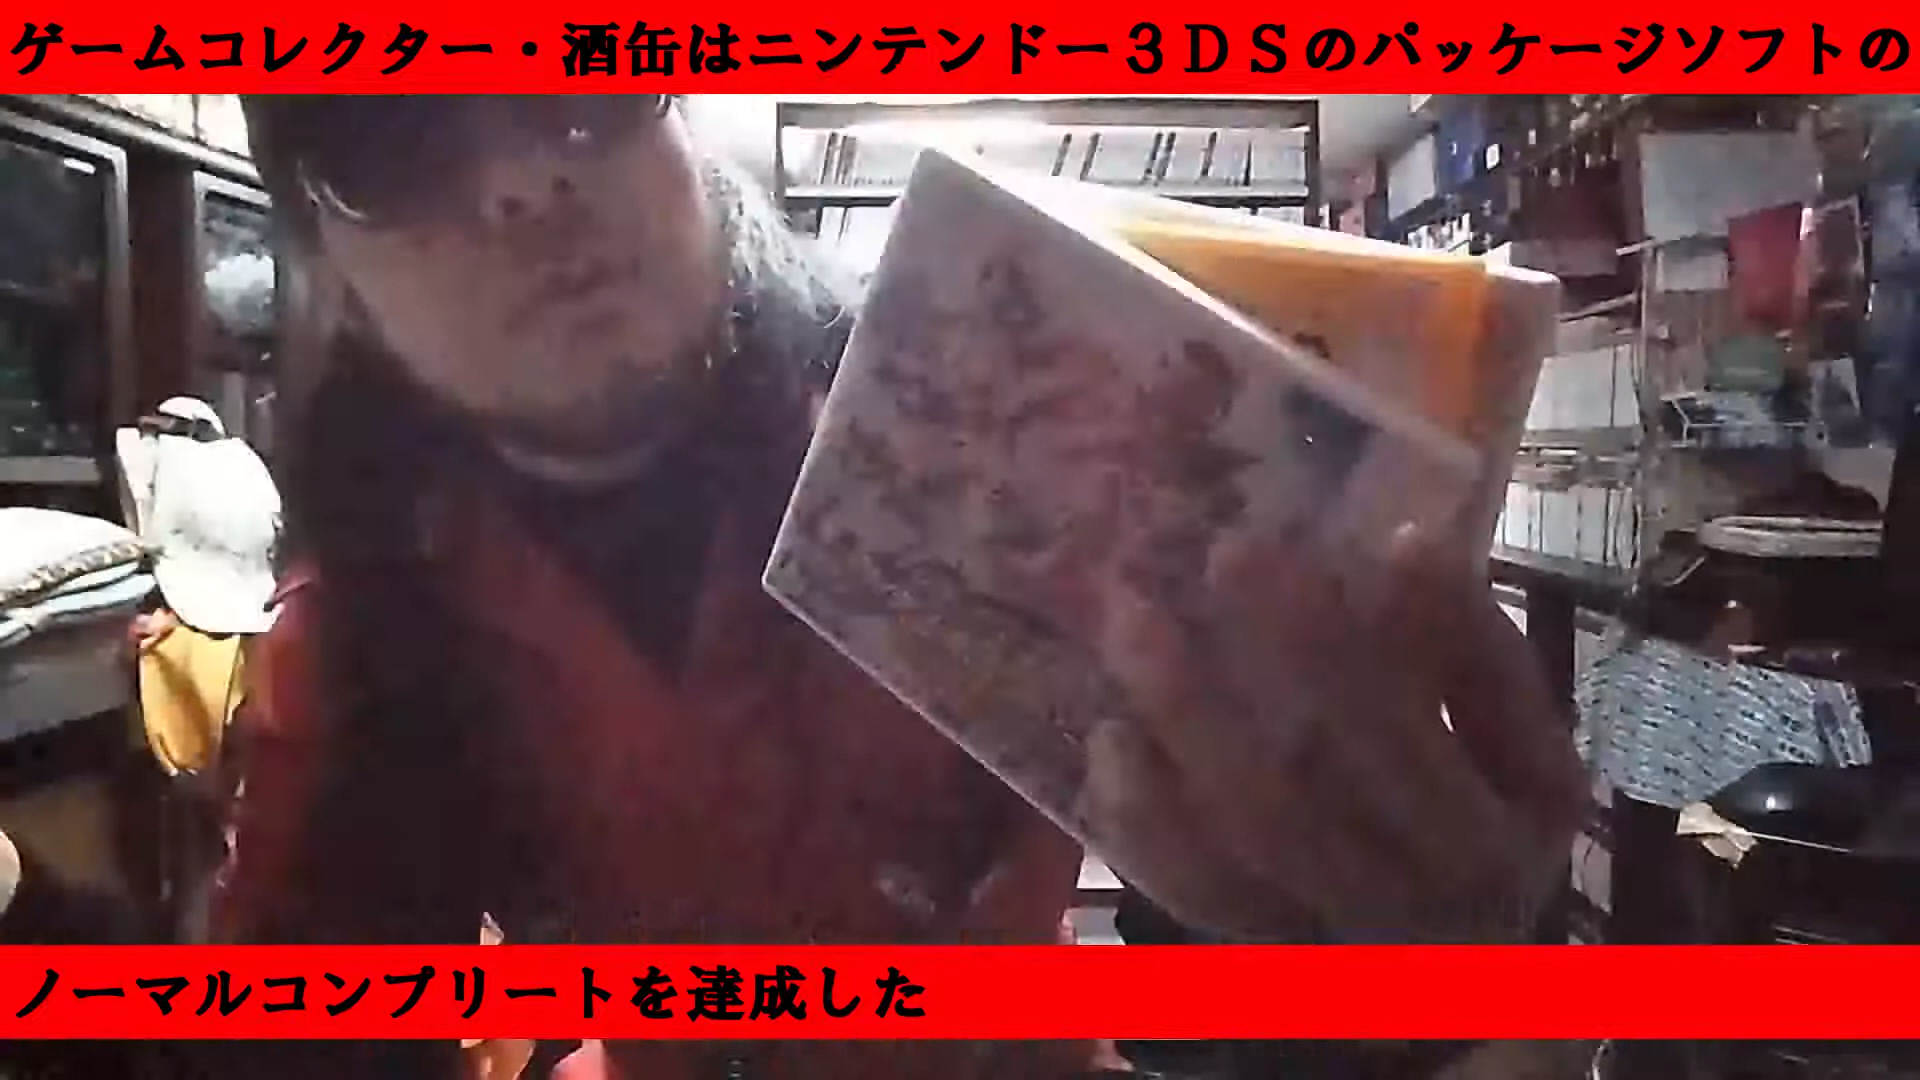 ゲームコレクター・酒缶はニンテンドー３ＤＳのパッケージソフトの
ノーマルコンプリートを達成した